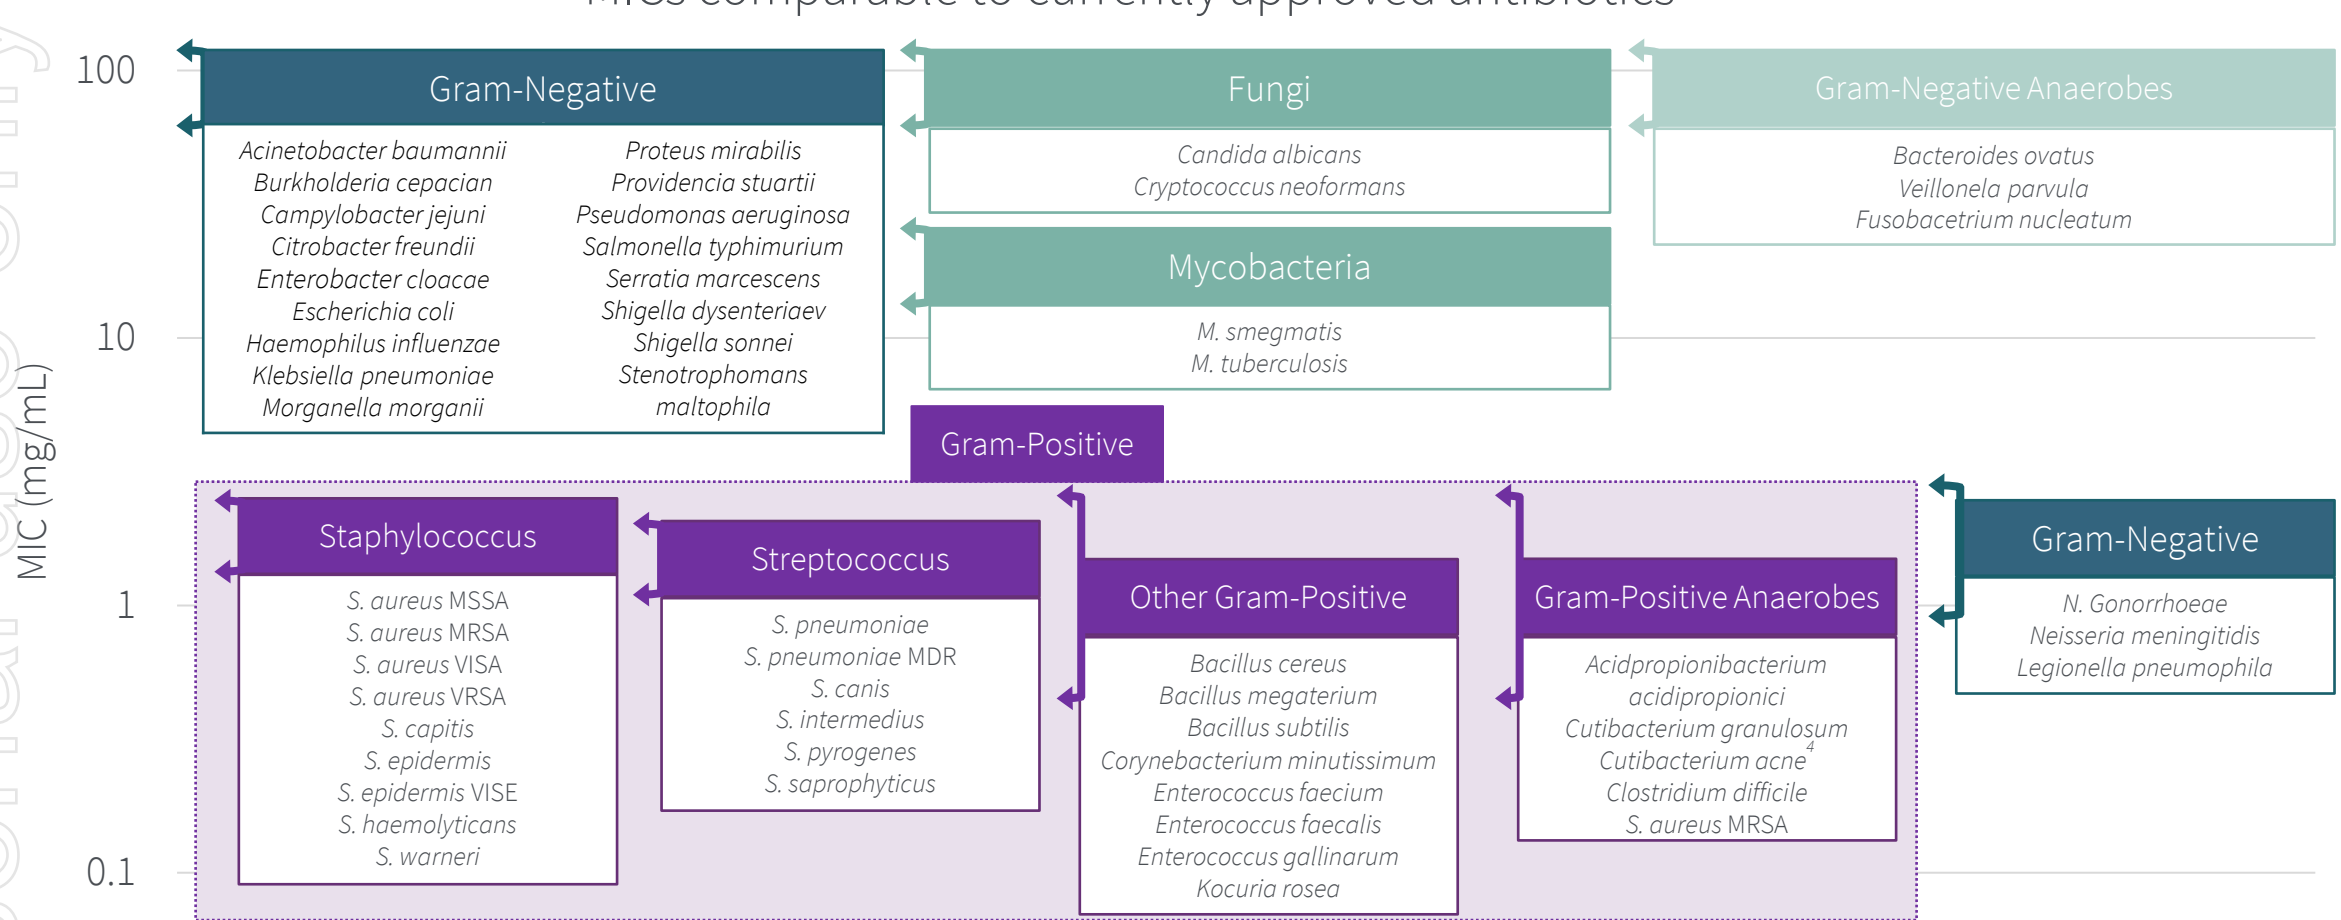 MICs comparable to currently approved antibiotics
100
10
1
0.1
MIC (mg/mL)
Gram-Negative
Acinetobacter baumannii
Burkholderia cepacian
Campylobacter jejuni
Citrobacter freundii
Enterobacter cloacae
Escherichia coli
Haemophilus influenzae
Klebsiella pneumoniae
Morganella morganii
Proteus mirabilis
Providencia stuartii
Pseudomonas aeruginosa
Salmonella typhimurium
Serratia marcescens
Shigella dysenteriaev
Shigella sonnei
Stenotrophomans
maltophila
Fungi
Candida albicans
Cryptococcus neoformans
Gram-Negative Anaerobes
Bacteroides ovatus
Veillonela parvula
Fusobacetrium nucleatum
Mycobacteria
M. smegmatis
M. tuberculosis
Gram-Positive
Staphylococcus
S. aureus MSSA
S. aureus MRSA
S. aureus VISA
S. aureus VRSA
S. capitis
S. epidermis
S. epidermis VISE
S. haemolyticans
S. warneri
Streptococcus
S. pneumoniae
S. pneumoniae MDR
S. canis
S. intermedius
S. pyrogenes
S. saprophyticus
Other Gram-Positive
Bacillus cereus
Bacillus megaterium
Bacillus subtilis
Corynebacterium minutissimum
Enterococcus faecium
Enterococcus faecalis
Enterococcus gallinarum
Kocuria rosea
Gram-Positive Anaerobes
Acidpropionibacterium
acidipropionici
Cutibacterium granulosum
Cutibacterium acne4
Clostridium difficile
S. aureus MRSA
Gram-Negative
N. Gonorrhoeae
Neisseria meningitidis
Legionella pneumophila